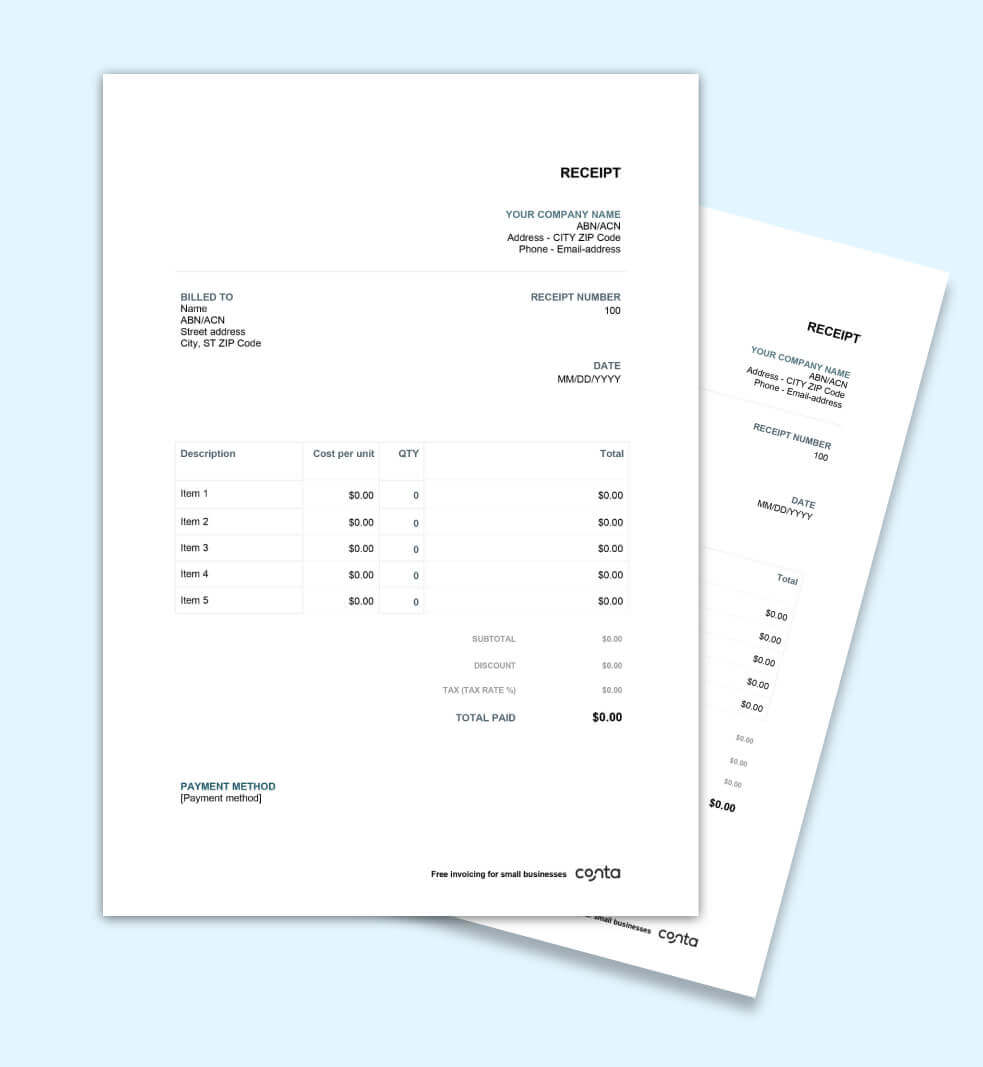 RECEIPT
YOUR COMPANY NAME
ABN/ACN
Address - CITY ZIP Code
Phone - Email-address
BILLED TO
Name
ABN/ACN
Street address
City, ST ZIP Code
RECEIPT NUMBER
100
DATE
MM/DD/YYYY
Description Cost per unit QTY Total
Item 1 $0.00 0 $0.00
Item 2 $0.00 0 $0.00
Item 3 $0.00 0 $0.00
Item 4 $0.00 0 $0.00
Item 5 $0.00 0 $0.00
SUBTOTAL $0.00
DISCOUNT $0.00
TAX (TAX RATE %) $0.00
TOTAL PAID $0.00
PAYMENT METHOD
[Payment method]
Free invoicing for small businesses conta
RECEIPT
YOUR COMPANY NAME
ABN/ACN
Address - CITY ZIP Code
Phone - Email-address
RECEIPT NUMBER
100
DATE
MM/DD/YYYY
Total
$0.00
$0.00
$0.00
$0.00
$0.00
$0.00
$0.00
$0.00
$0.00
small businesses conta